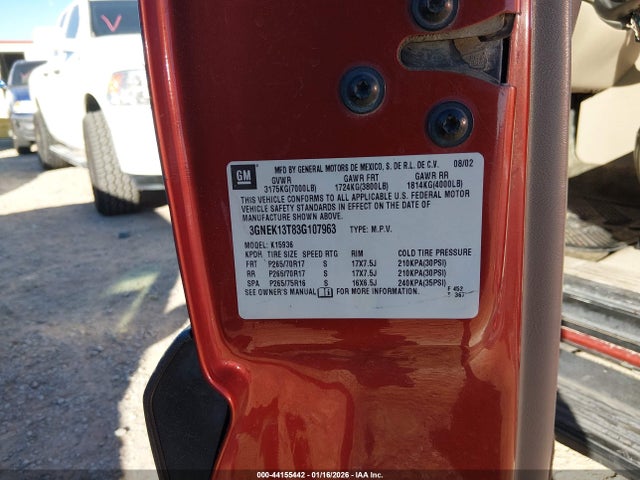 GM
MFD BY GENERAL MOTORS DE MEXICO, S. DE R.L. DE C.V. 08/02
GVWR GAWR FRT GAWR RR
3175KG(7000LB) 1724KG(3800LB) 1814KG(4000LB)
THIS VEHICLE CONFORMS TO ALL APPLICABLE U.S. FEDERAL MOTOR
VEHICLE SAFETY STANDARDS IN EFFECT ON THE DATE OF
MANUFACTURE SHOWN ABOVE.
3GNEK13T83G107963 TYPE: M.P.V.
MODEL: K15936
KPDH TIRE SIZE SPEED RTG RIM COLD TIRE PRESSURE
FRT P265/70R17 S 17X7.5J 210KPA(30PSI)
RR P265/70R17 S 17X7.5J 210KPA(30PSI)
SPA P265/75R16 S 16X6.5J 240KPA(35PSI)
SEE OWNER'S MANUAL FOR MORE INFORMATION.
F 452
367
000-44155442 - 01/16/2026 - IAA Inc.